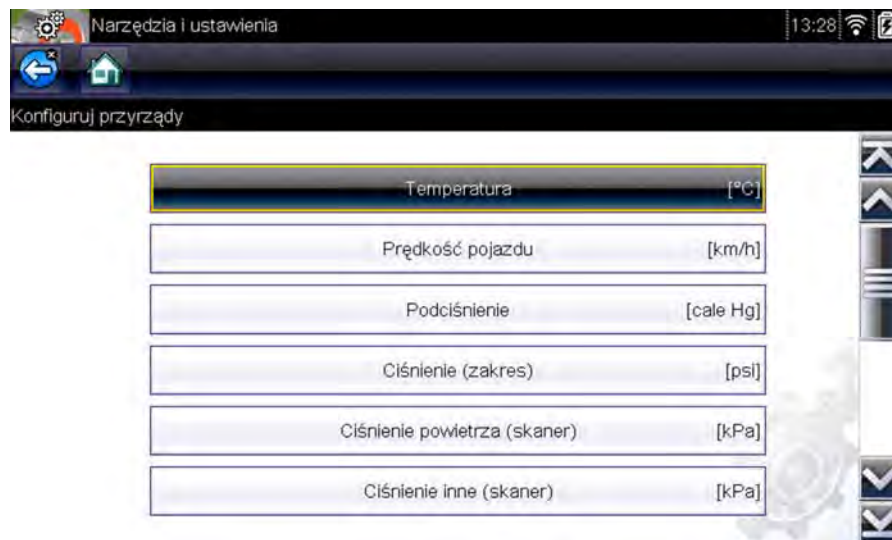 Narzędzia i ustawienia 13:28
Konfiguruj przyrządy
Temperatura [°C]
Prędkość pojazdu [km/h]
Podciśnienie [cale Hg]
Ciśnienie (zakres) [psi]
Ciśnienie powietrza (skaner) [kPa]
Ciśnienie inne (skaner) [kPa]